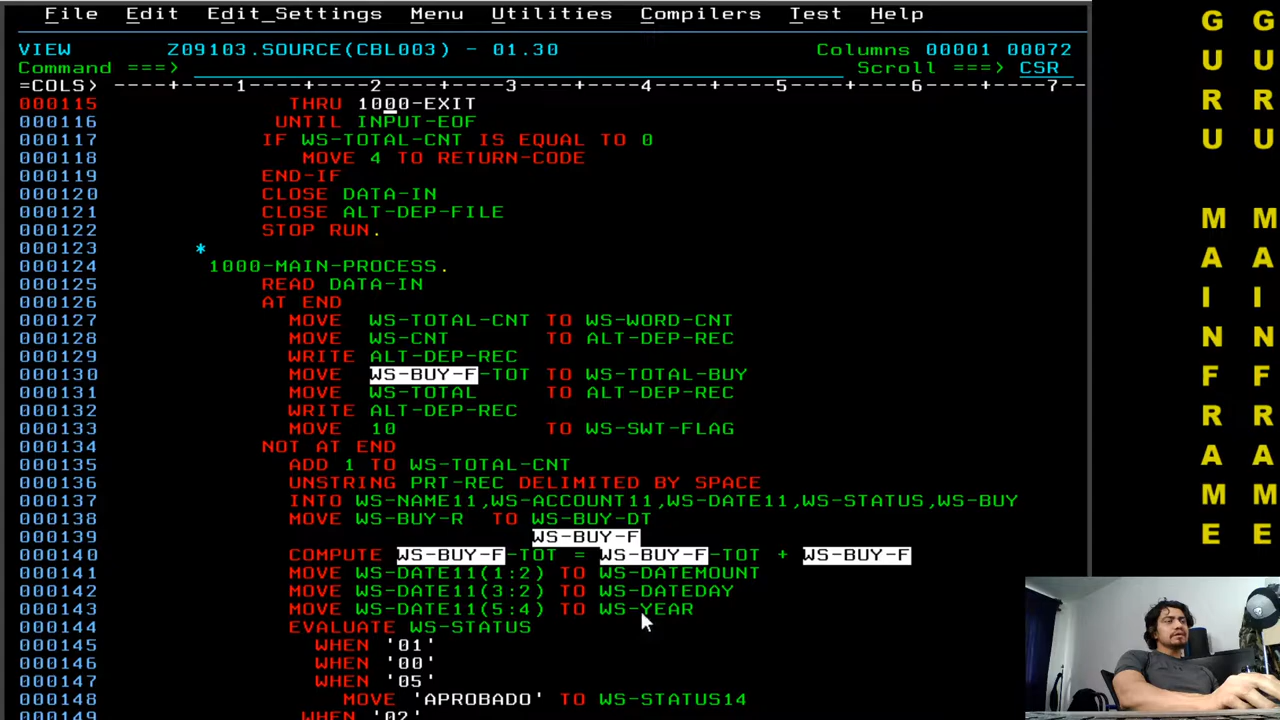 File Edit Edit_Settings Menu Utilities Compilers Test Help
VIEW Z09103.SOURCE(CBL003) - 01.30 Columns 00001 00072
Command ===> Scroll ===> CSR
=COLS> ----+----1----+----2----+----3----+----4----+----5----+----6----+----7--
000115 THRU 1000-EXIT
000116 UNTIL INPUT-EOF
000117 IF WS-TOTAL-CNT IS EQUAL TO 0
000118 MOVE 4 TO RETURN-CODE
000119 END-IF
000120 CLOSE DATA-IN
000121 CLOSE ALT-DEP-FILE
000122 STOP RUN.
000123 *
000124 1000-MAIN-PROCESS.
000125 READ DATA-IN
000126 AT END
000127 MOVE WS-TOTAL-CNT TO WS-WORD-CNT
000128 MOVE WS-CNT TO ALT-DEP-REC
000129 WRITE ALT-DEP-REC
000130 MOVE WS-BUY-F-TOT TO WS-TOTAL-BUY
000131 MOVE WS-TOTAL TO ALT-DEP-REC
000132 WRITE ALT-DEP-REC
000133 MOVE 10 TO WS-SWT-FLAG
000134 NOT AT END
000135 ADD 1 TO WS-TOTAL-CNT
000136 UNSTRING PRT-REC DELIMITED BY SPACE
000137 INTO WS-NAME11,WS-ACCOUNT11,WS-DATE11,WS-STATUS,WS-BUY
000138 MOVE WS-BUY-R TO WS-BUY-DT
000139 WS-BUY-F
000140 COMPUTE WS-BUY-F-TOT = WS-BUY-F-TOT + WS-BUY-F
000141 MOVE WS-DATE11(1:2) TO WS-DATEMOUNT
000142 MOVE WS-DATE11(3:2) TO WS-DATEDAY
000143 MOVE WS-DATE11(5:4) TO WS-YEAR
000144 EVALUATE WS-STATUS
000145 WHEN '01'
000146 WHEN '00'
000147 WHEN '05'
000148 MOVE 'APROBADO' TO WS-STATUS14
000149 WHEN '02'
GURU MAINFRAME
GURU MAINFRAME